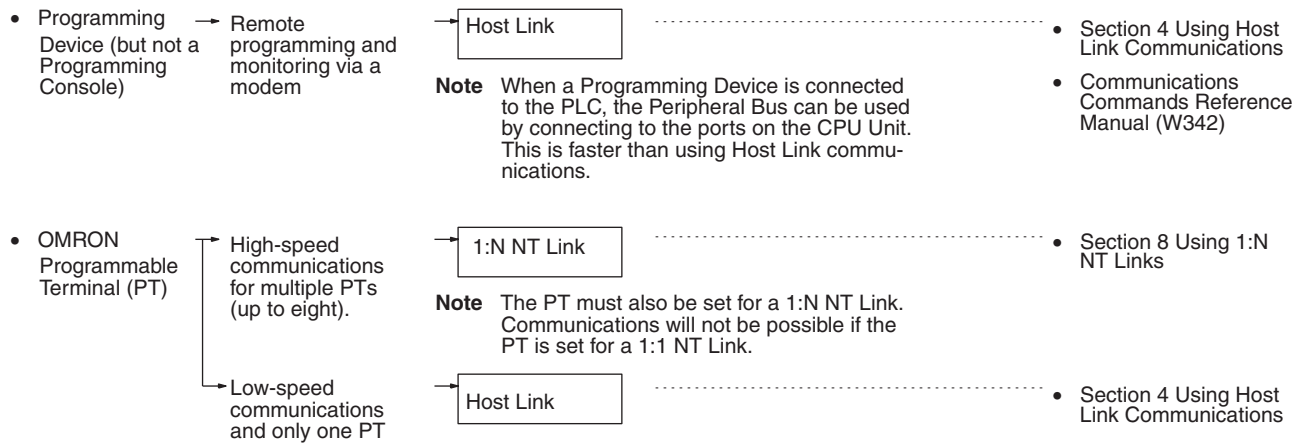 • Programming
Device (but not a
Programming
Console)
Remote
programming and
monitoring via a
modem
Host Link
• Section 4 Using Host
Link Communications
• Communications
Commands Reference
Manual (W342)
Note When a Programming Device is connected
to the PLC, the Peripheral Bus can be used
by connecting to the ports on the CPU Unit.
This is faster than using Host Link commu-
nications.
• OMRON
Programmable
Terminal (PT)
High-speed
communications
for multiple PTs
(up to eight).
1:N NT Link
• Section 8 Using 1:N
NT Links
Note The PT must also be set for a 1:N NT Link.
Communications will not be possible if the
PT is set for a 1:1 NT Link.
Low-speed
communications
and only one PT
Host Link
• Section 4 Using Host
Link Communications